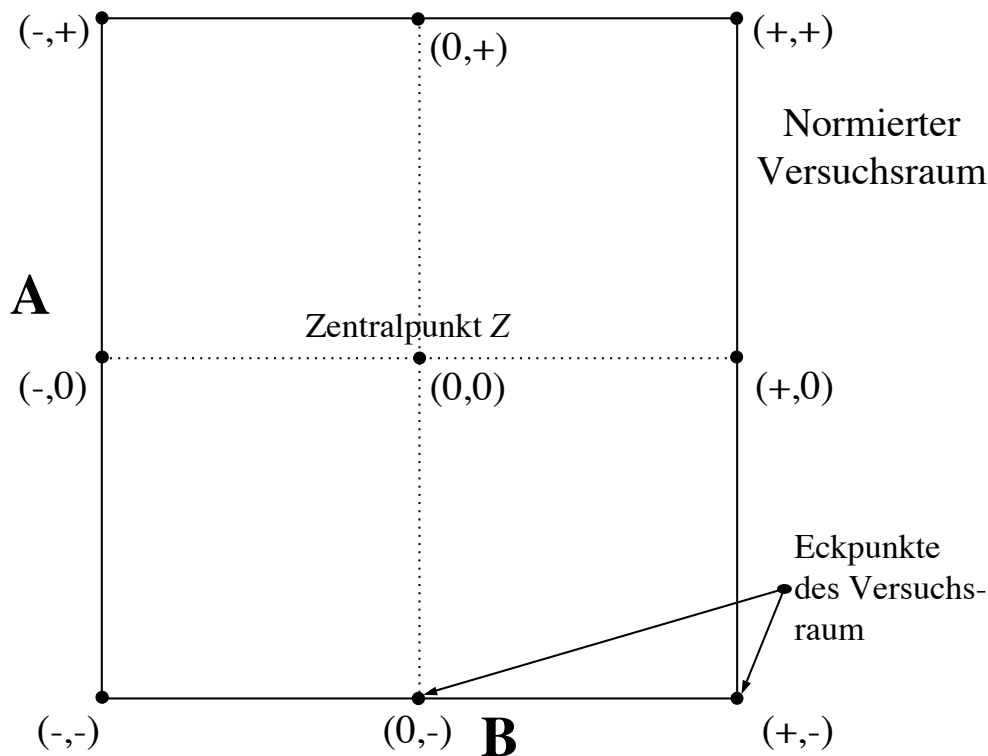 (-,+)
(0,+)
(+,+)
Normierter
Versuchsraum
A
Zentralpunkt Z
(-,0)
(0,0)
(+,0)
Eckpunkte
des Versuchs-
raum
(-,-)
(0,-)
B
(+,-)